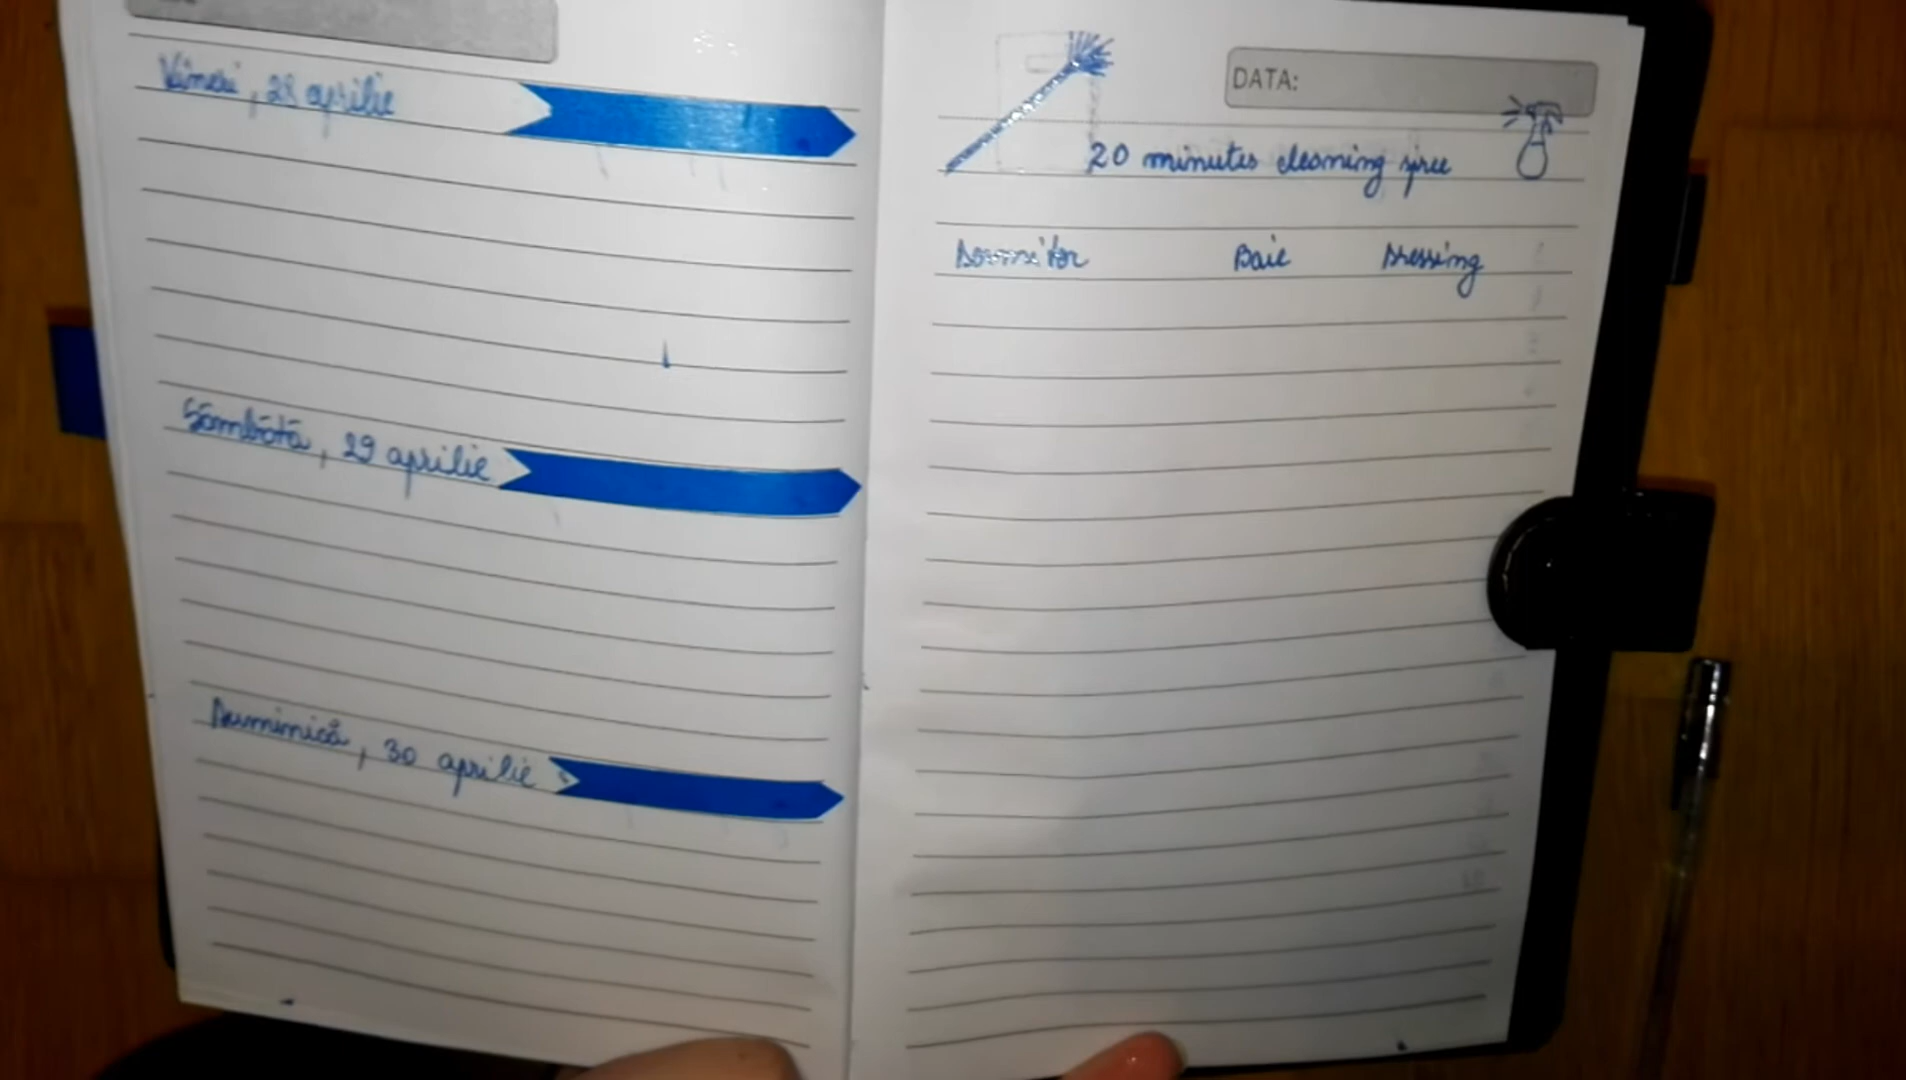 Vineri, 28 aprilie
Sâmbătă, 29 aprilie
Duminică, 30 aprilie
DATA:
20 minutes cleaning spree
Dormitor Baie Dressing